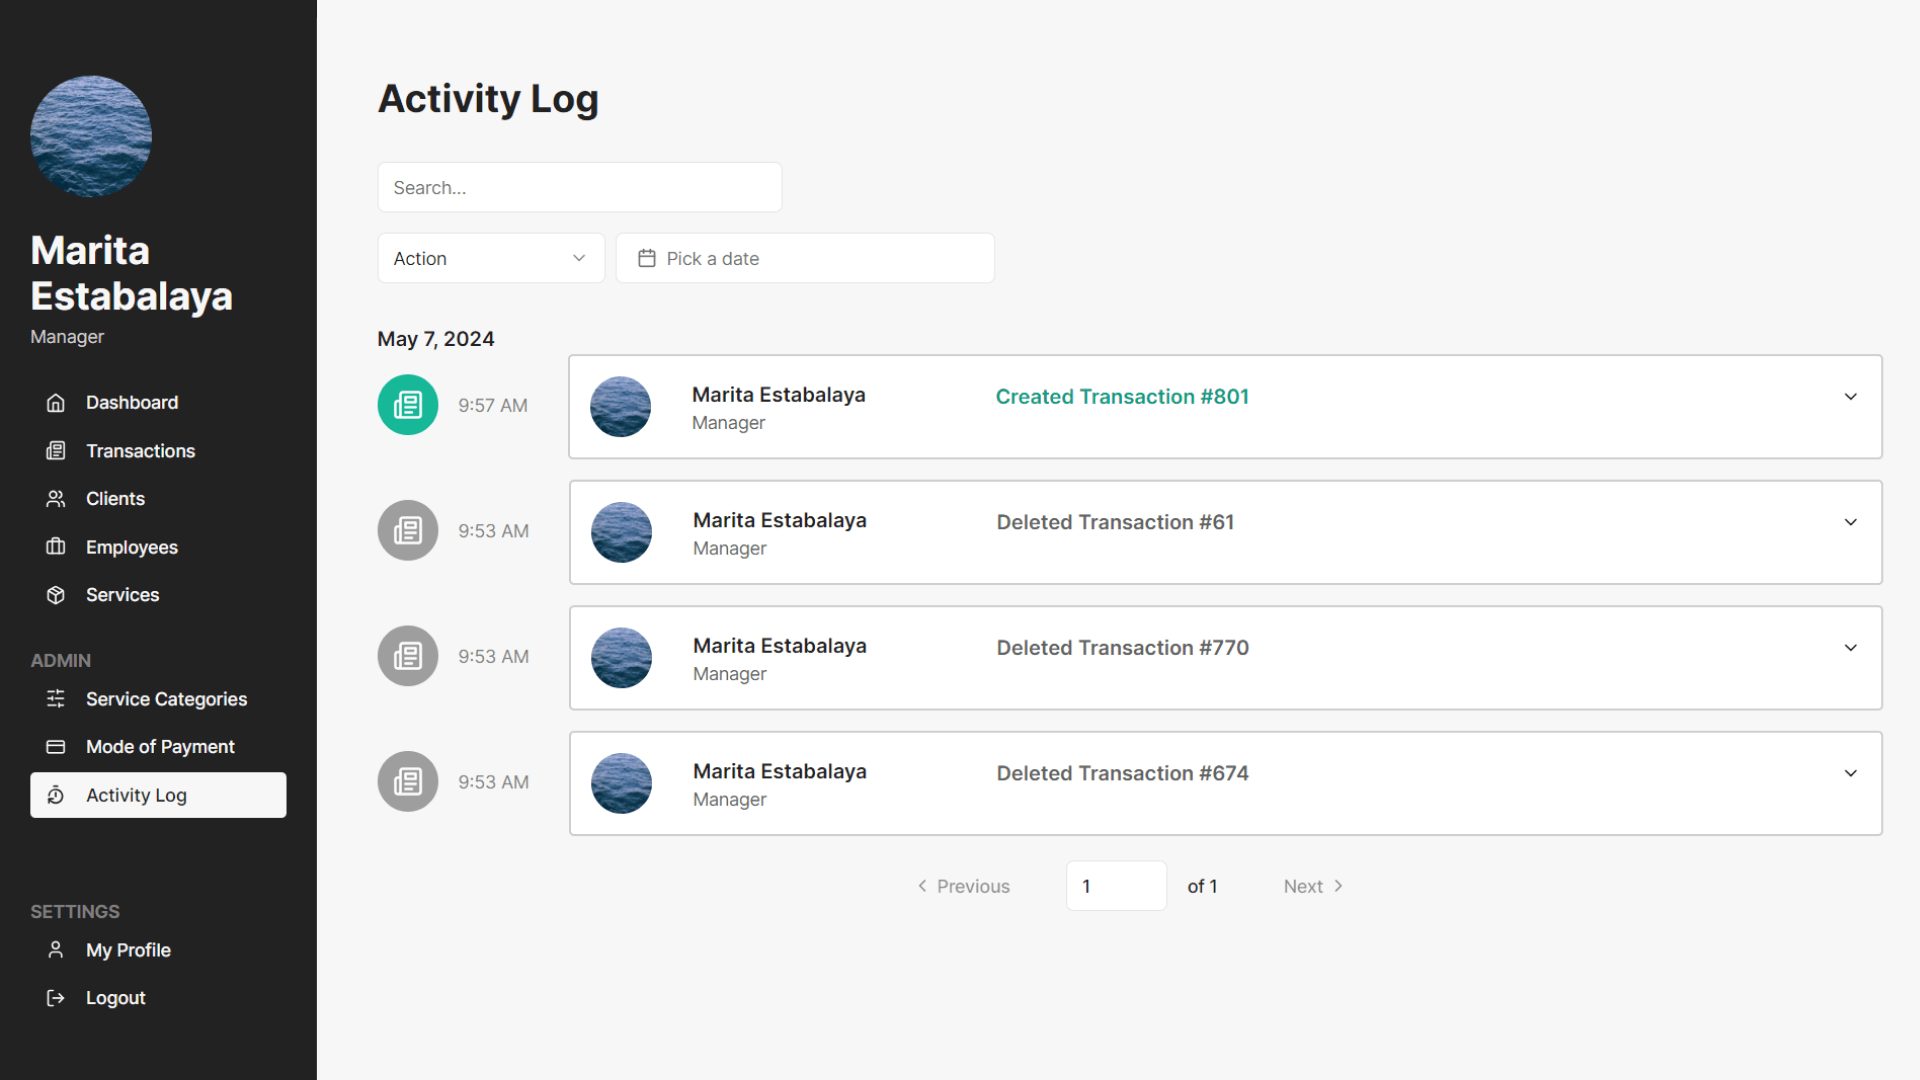 Marita
Estabalaya
Manager
Dashboard
Transactions
Clients
Employees
Services
ADMIN
Service Categories
Mode of Payment
Activity Log
SETTINGS
My Profile
Logout
Activity Log
Search...
Action
Pick a date
May 7, 2024
9:57 AM
Marita Estabalaya
Manager
Created Transaction #801
9:53 AM
Marita Estabalaya
Manager
Deleted Transaction #61
9:53 AM
Marita Estabalaya
Manager
Deleted Transaction #770
9:53 AM
Marita Estabalaya
Manager
Deleted Transaction #674
Previous
1
of 1
Next